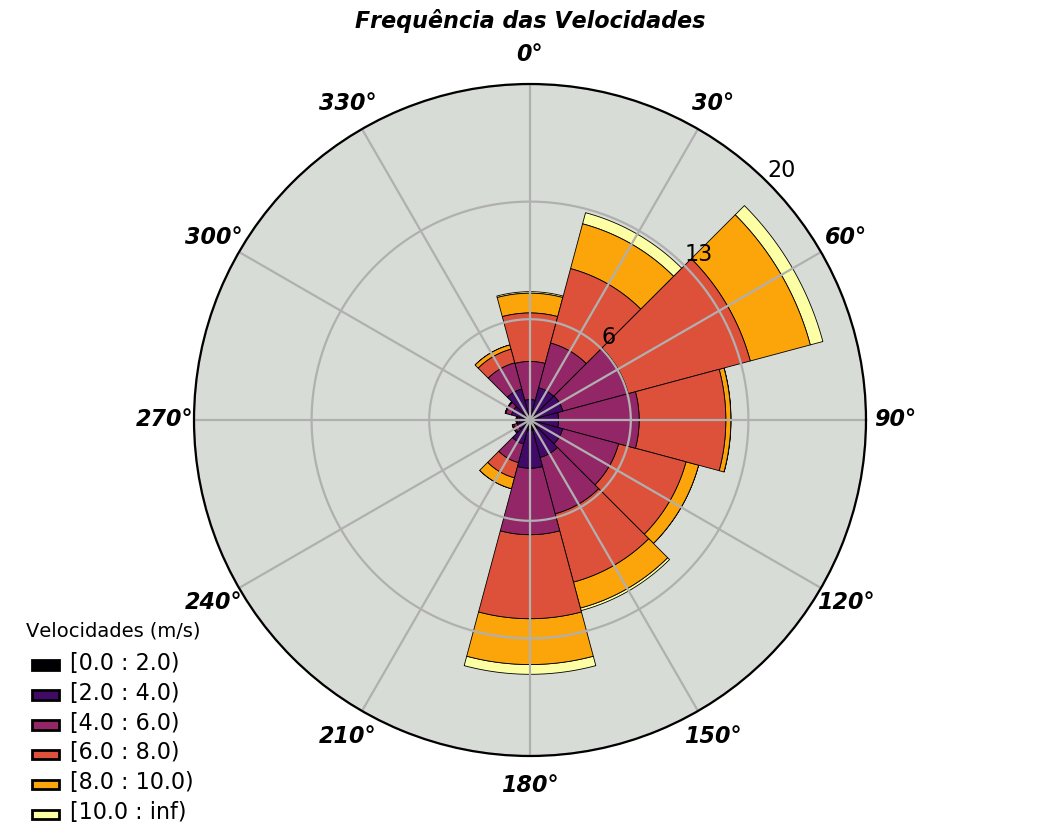 Frequência das Velocidades
0°
330°
30°
20
300°
60°
13
6
270°
90°
240°
120°
210°
150°
180°
Velocidades (m/s)
[0.0 : 2.0)
[2.0 : 4.0)
[4.0 : 6.0)
[6.0 : 8.0)
[8.0 : 10.0)
[10.0 : inf)